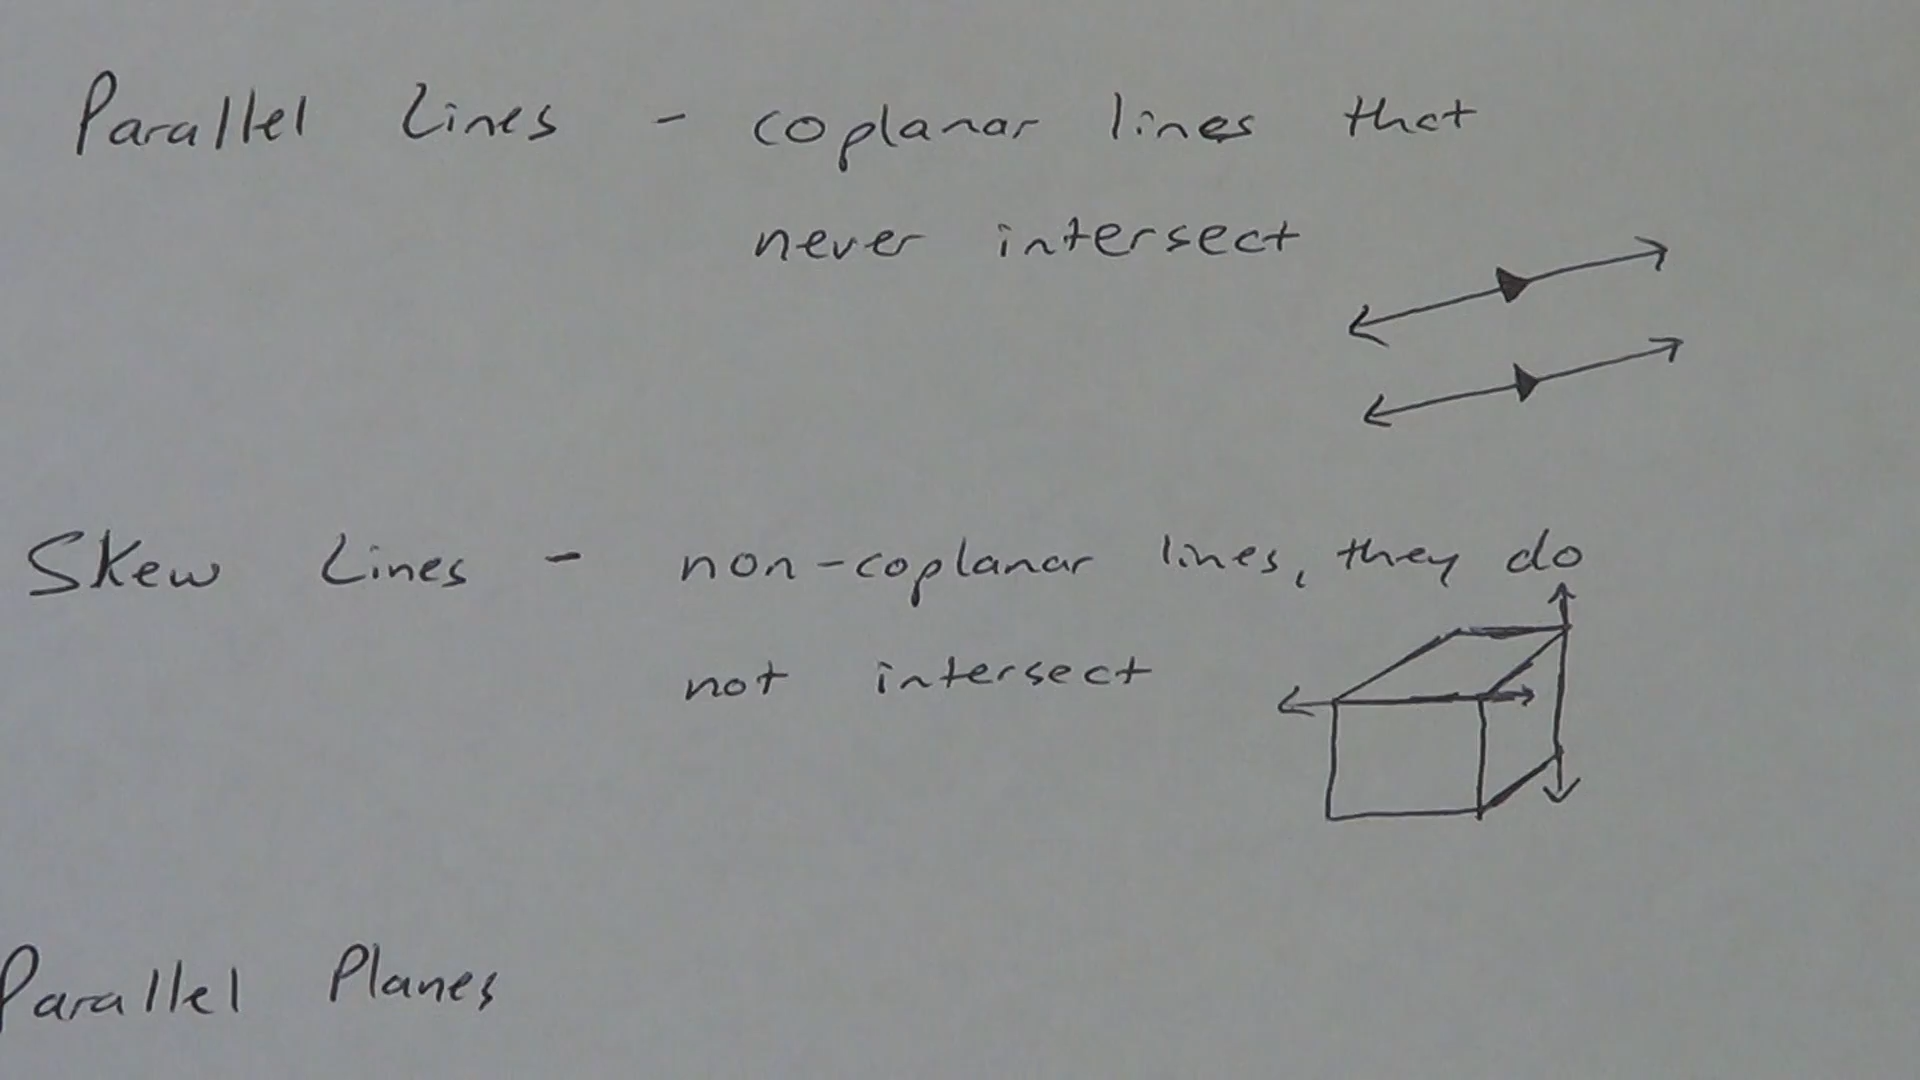 Parallel Lines - coplanar lines that
never intersect
Skew Lines - non-coplanar lines, they do
not intersect
Parallel Planes